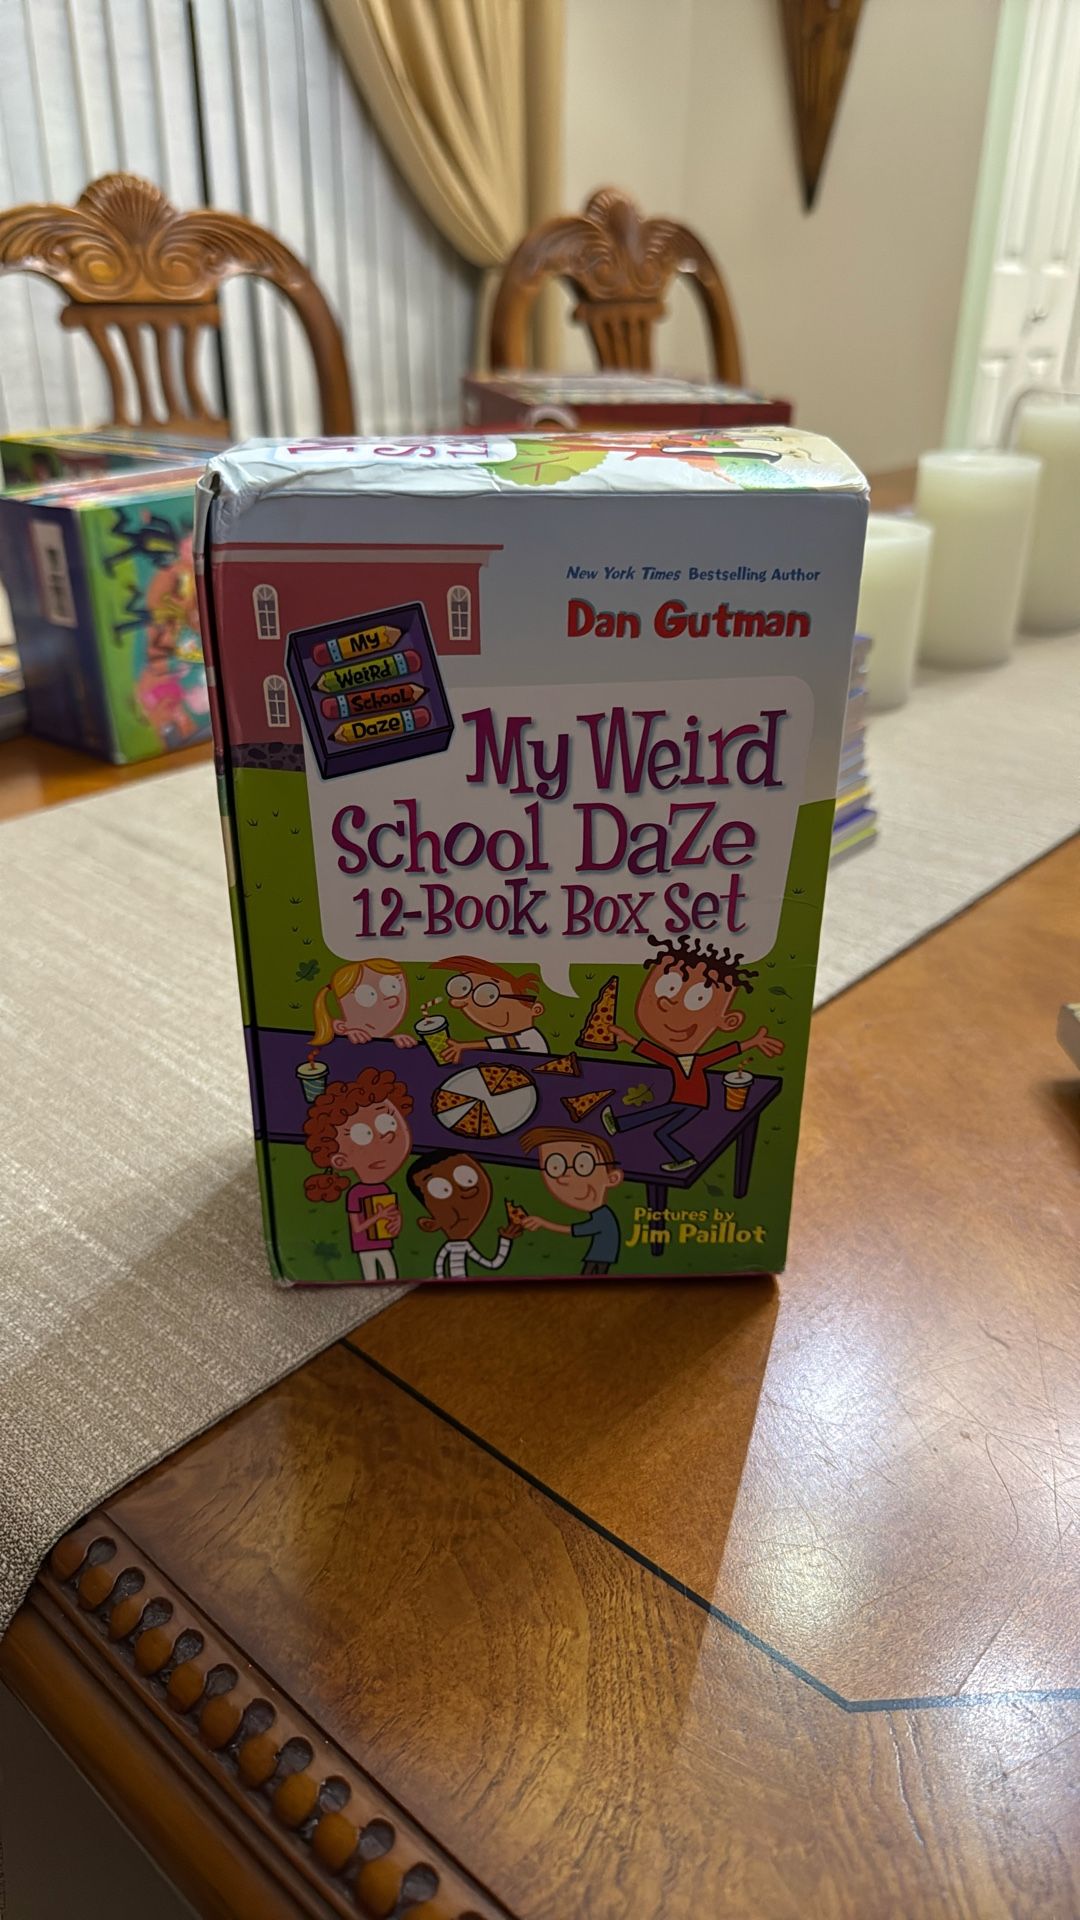 New York Times Bestselling Author
Dan Gutman
My
Weird
School
Daze
My Weird
School Daze
12-Book Box Set
Pictures by
Jim Paillot